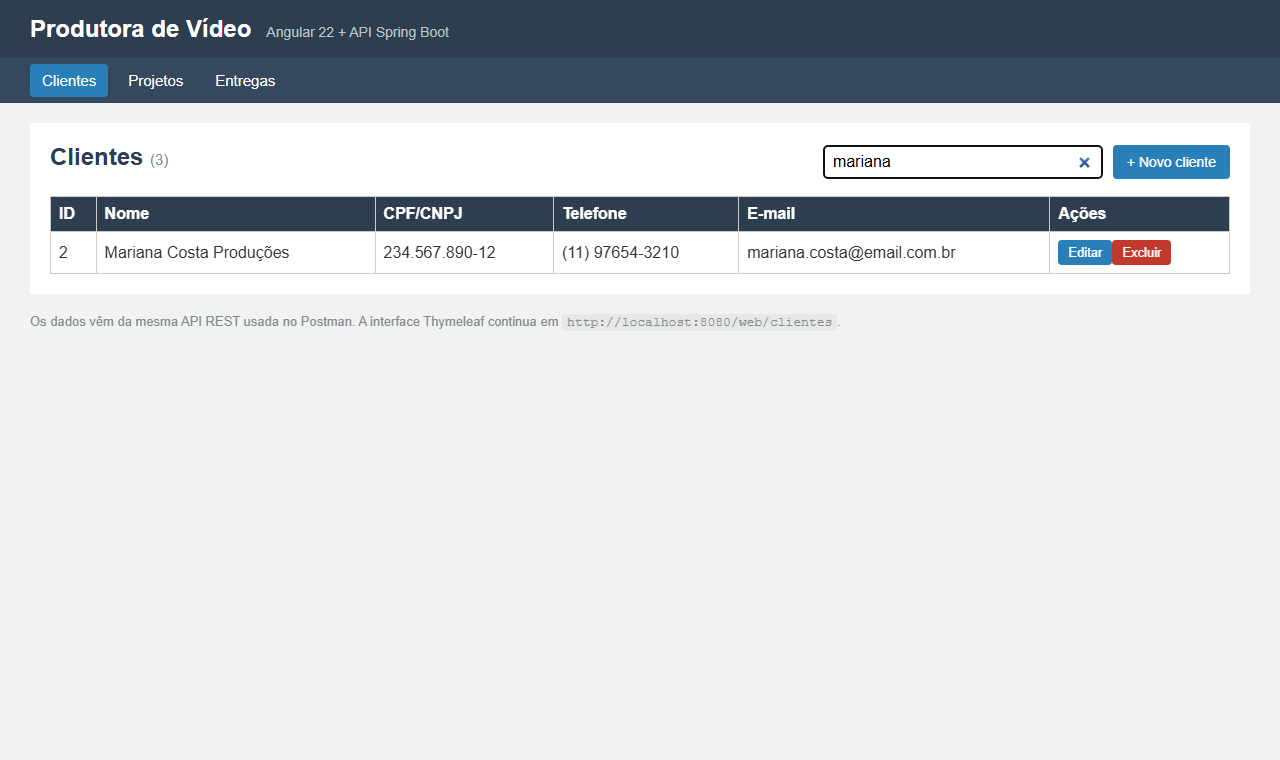 Produtora de Vídeo Angular 22 + API Spring Boot
Clientes Projetos Entregas
Clientes (3) mariana × + Novo cliente
ID Nome CPF/CNPJ Telefone E-mail Ações
2 Mariana Costa Produções 234.567.890-12 (11) 97654-3210 mariana.costa@email.com.br Editar Excluir
Os dados vêm da mesma API REST usada no Postman. A interface Thymeleaf continua em http://localhost:8080/web/clientes.